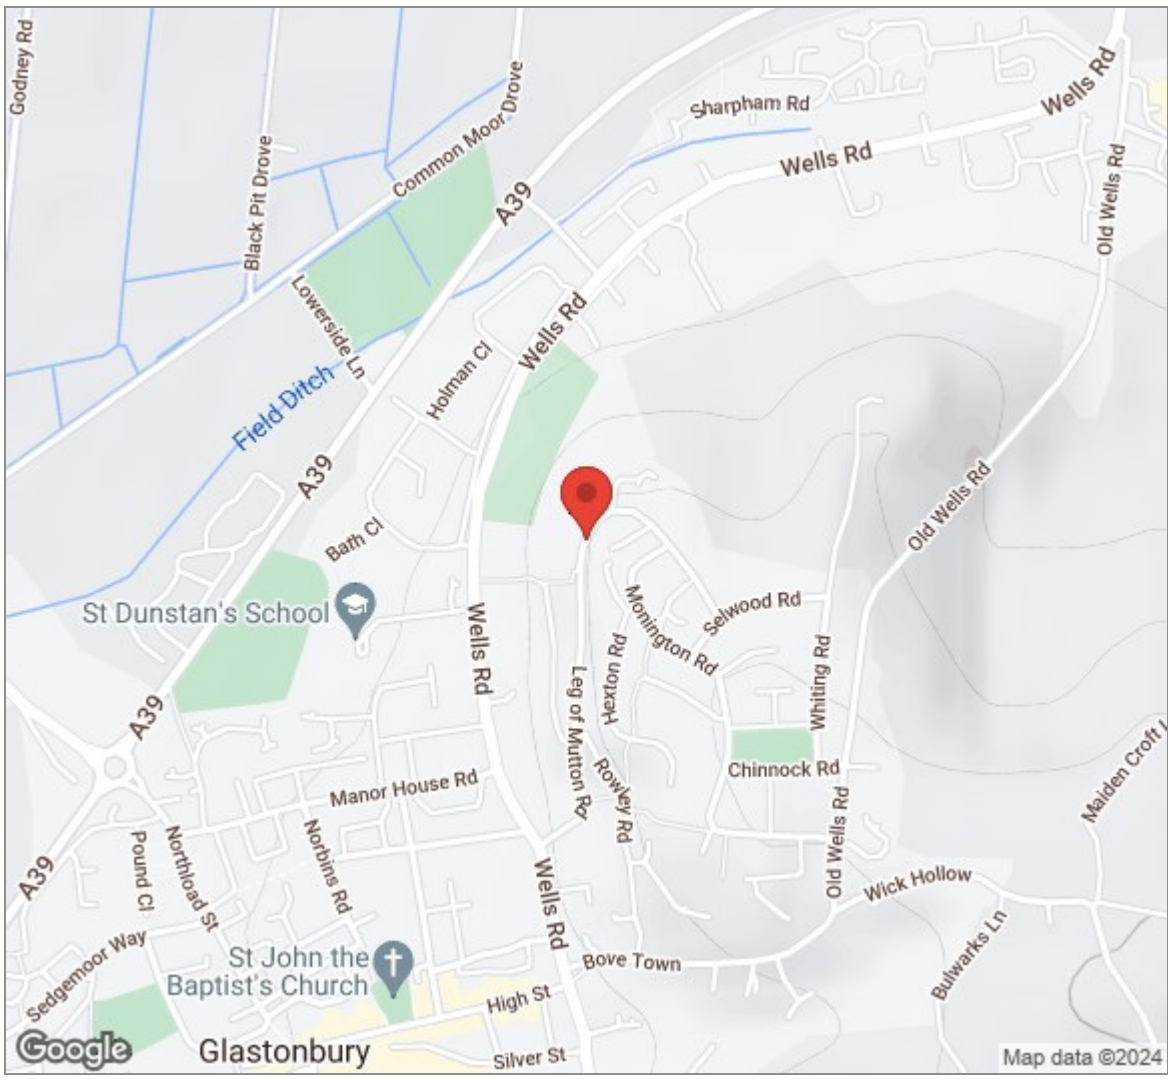 Godney Rd
Black Pit Drove
Common Moor Drove
Sharpham Rd
Wells Rd
Wells Rd
A39
Old Wells Rd
Lowerside Ln
Wells Rd
Holman Cl
Field Ditch
A39
Bath Cl
Old Wells Rd
St Dunstan's School
Wells Rd
Monington Rd
Selwood Rd
Hexton Rd
Whiting Rd
Leg of Mutton Rd
A39
Chinnock Rd
Maiden Croft L
Manor House Rd
Rowley Rd
Old Wells Rd
Pound Cl
Northload St
Norbins Rd
A39
Wells Rd
Wick Hollow
Bulwarks Ln
Sedgemoor Way
St John the
Baptist's Church
Bove Town
High St
Glastonbury
Silver St
Google
Map data ©2024